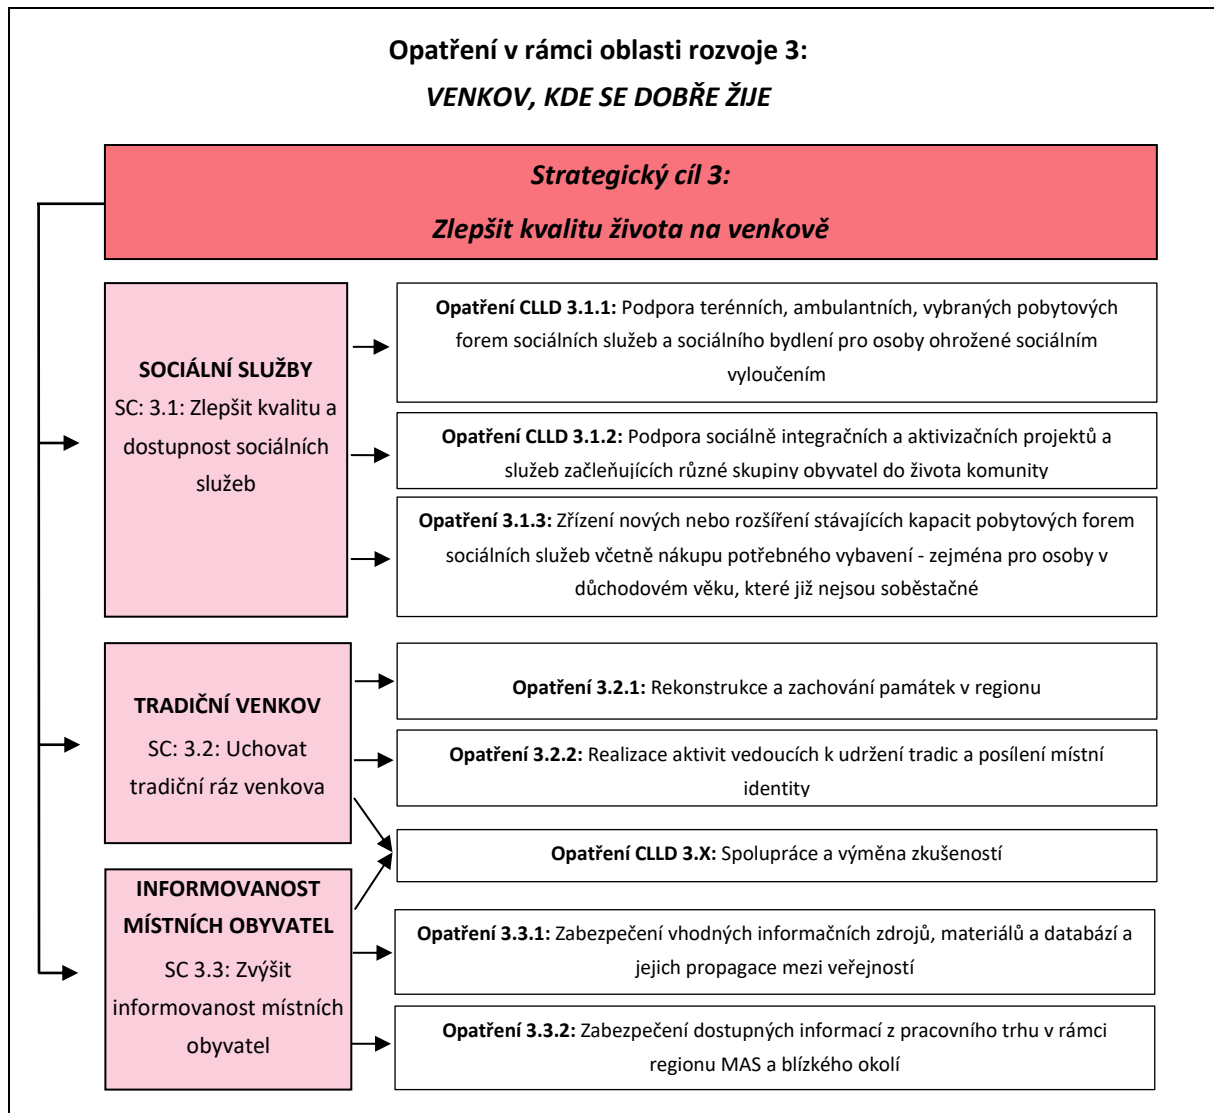 Opatření v rámci oblasti rozvoje 3:
VENKOV, KDE SE DOBŘE ŽIJE
Strategický cíl 3:
Zlepšit kvalitu života na venkově
SOCIÁLNÍ SLUŽBY
SC: 3.1: Zlepšit kvalitu a
dostupnost sociálních
služeb
Opatření CLLD 3.1.1: Podpora terénních, ambulantních, vybraných pobytových
forem sociálních služeb a sociálního bydlení pro osoby ohrožené sociálním
vyloučením
Opatření CLLD 3.1.2: Podpora sociálně integračních a aktivizačních projektů a
služeb začleňujících různé skupiny obyvatel do života komunity
Opatření 3.1.3: Zřízení nových nebo rozšíření stávajících kapacit pobytových forem
sociálních služeb včetně nákupu potřebného vybavení - zejména pro osoby v
důchodovém věku, které již nejsou soběstačné
TRADIČNÍ VENKOV
SC: 3.2: Uchovat
tradiční ráz venkova
Opatření 3.2.1: Rekonstrukce a zachování památek v regionu
Opatření 3.2.2: Realizace aktivit vedoucích k udržení tradic a posílení místní
identity
Opatření CLLD 3.X: Spolupráce a výměna zkušeností
INFORMOVANOST
MÍSTNÍCH OBYVATEL
SC 3.3: Zvýšit
informovanost místních
obyvatel
Opatření 3.3.1: Zabezpečení vhodných informačních zdrojů, materiálů a databází a
jejich propagace mezi veřejností
Opatření 3.3.2: Zabezpečení dostupných informací z pracovního trhu v rámci
regionu MAS a blízkého okolí